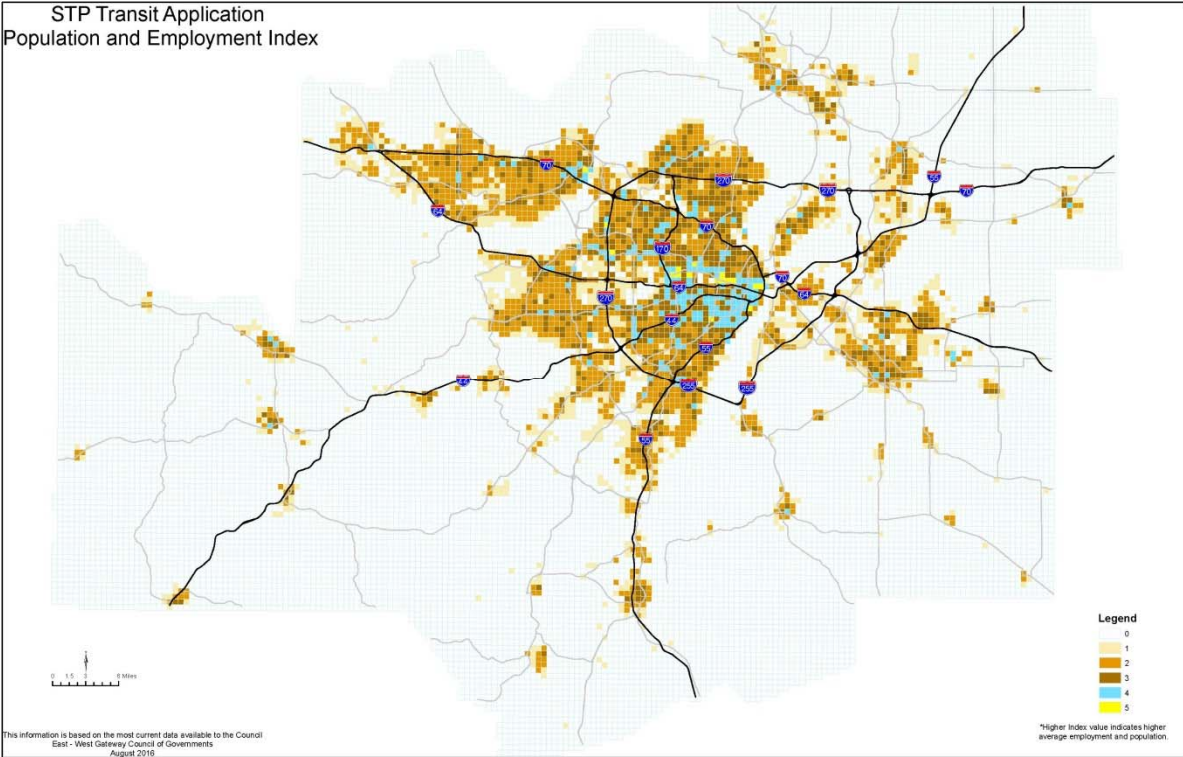 STP Transit Application
Population and Employment Index
70
64
270
270
55
70
70
170
70
64
64
270
44
55
44
255
255
55
Legend
0
1
2
3
4
5
*Higher Index value indicates higher
average employment and population.
0 1.5 3 6 Miles
This information is based on the most current data available to the Council
East - West Gateway Council of Governments
August 2016